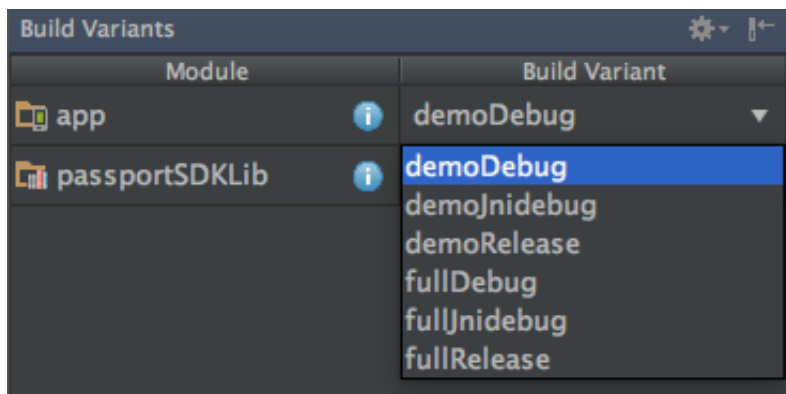 Build Variants
Module Build Variant
app demoDebug
passportSDKLib demoDebug
demoJnidebug
demoRelease
fullDebug
fullJnidebug
fullRelease